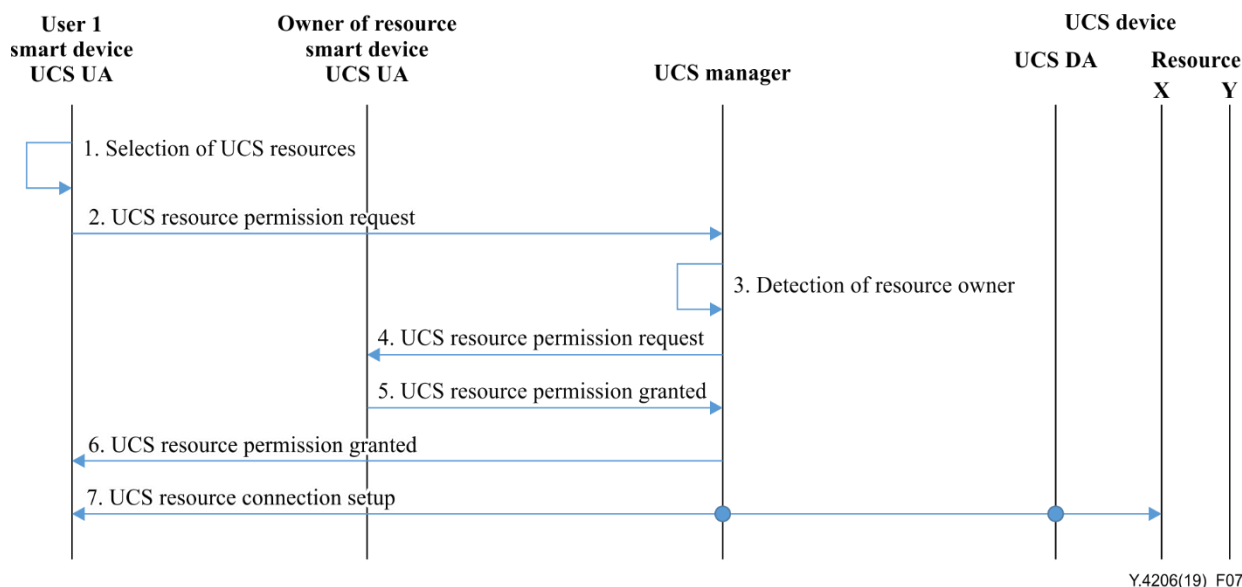 User 1
smart device
UCS UA
Owner of resource
smart device
UCS UA
UCS manager
UCS device
UCS DA
Resource
X
Y
1. Selection of UCS resources
2. UCS resource permission request
3. Detection of resource owner
4. UCS resource permission request
5. UCS resource permission granted
6. UCS resource permission granted
7. UCS resource connection setup
Y.4206(19)_F07